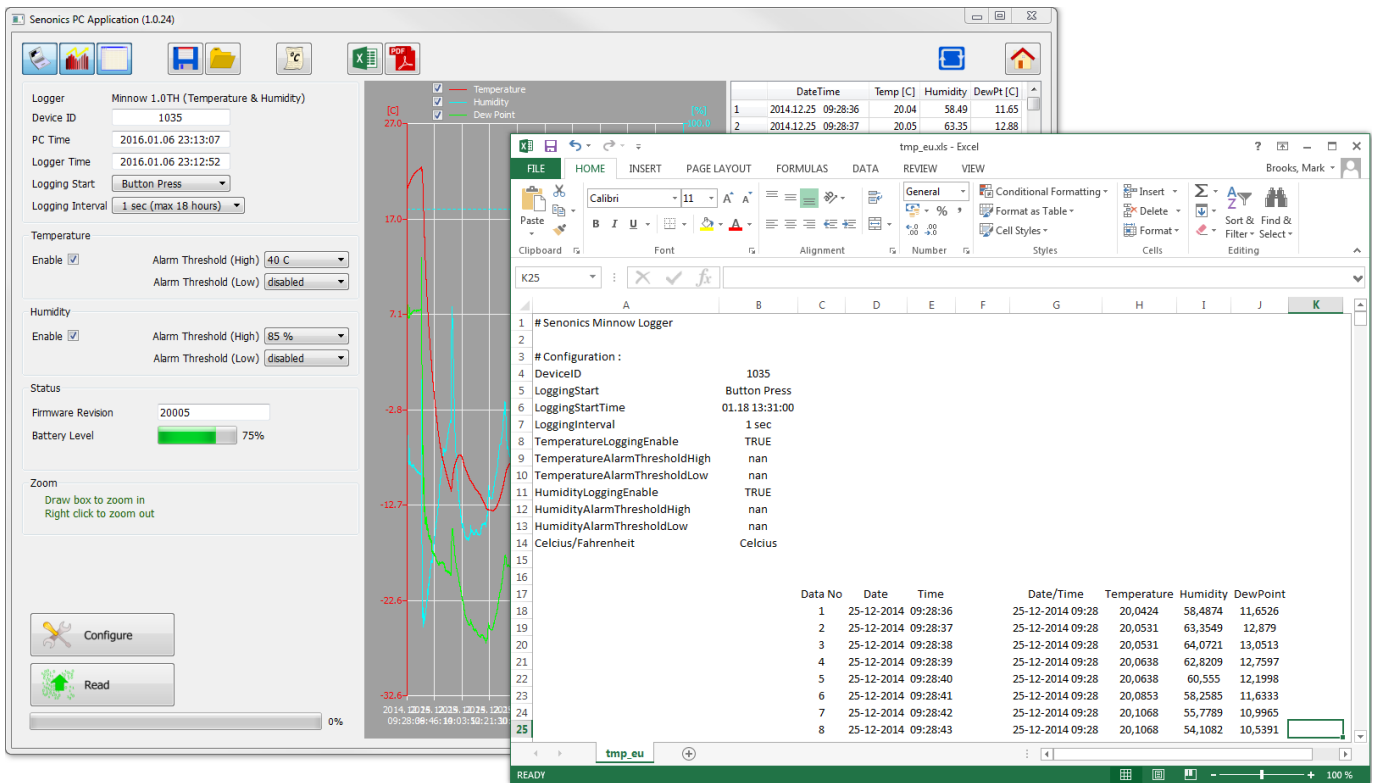 Senonics PC Application (1.0.24)
°C
PDF
Logger Minnow 1.0TH (Temperature & Humidity)
Device ID 1035
PC Time 2016.01.06 23:13:07
Logger Time 2016.01.06 23:12:52
Logging Start Button Press
Logging Interval 1 sec (max 18 hours)
Temperature
Enable Alarm Threshold (High) 40 C
Alarm Threshold (Low) disabled
Humidity
Enable Alarm Threshold (High) 85 %
Alarm Threshold (Low) disabled
Status
Firmware Revision 20005
Battery Level 75%
Zoom
Draw box to zoom in
Right click to zoom out
Configure
Read
0%
Temperature
Humidity
Dew Point
[C] [%]
27.0 100.0
17.0
7.1
-2.8
-12.7
-22.6
-32.6
DateTime Temp [C] Humidity DewPt [C]
1 2014.12.25 09:28:36 20.04 58.49 11.65
2 2014.12.25 09:28:37 20.05 63.35 12.88
tmp_eu.xls - Excel
FILE HOME INSERT PAGE LAYOUT FORMULAS DATA REVIEW VIEW Brooks, Mark
Paste
Calibri 11
B I U
General
%
Conditional Formatting
Format as Table
Cell Styles
Insert
Delete
Format
Sort & Find &
Filter Select
Clipboard Font Alignment Number Styles Cells Editing
K25 fx
A B C D E F G H I J K
1 # Senonics Minnow Logger
2
3 # Configuration :
4 DeviceID 1035
5 LoggingStart Button Press
6 LoggingStartTime 01.18 13:31:00
7 LoggingInterval 1 sec
8 TemperatureLoggingEnable TRUE
9 TemperatureAlarmThresholdHigh nan
10 TemperatureAlarmThresholdLow nan
11 HumidityLoggingEnable TRUE
12 HumidityAlarmThresholdHigh nan
13 HumidityAlarmThresholdLow nan
14 Celcius/Fahrenheit Celcius
15
16
17 Data No Date Time Date/Time Temperature Humidity DewPoint
18 1 25-12-2014 09:28:36 25-12-2014 09:28 20,0424 58,4874 11,6526
19 2 25-12-2014 09:28:37 25-12-2014 09:28 20,0531 63,3549 12,879
20 3 25-12-2014 09:28:38 25-12-2014 09:28 20,0531 64,0721 13,0513
21 4 25-12-2014 09:28:39 25-12-2014 09:28 20,0638 62,8209 12,7597
22 5 25-12-2014 09:28:40 25-12-2014 09:28 20,0638 60,555 12,1998
23 6 25-12-2014 09:28:41 25-12-2014 09:28 20,0853 58,2585 11,6333
24 7 25-12-2014 09:28:42 25-12-2014 09:28 20,1068 55,7789 10,9965
25 8 25-12-2014 09:28:43 25-12-2014 09:28 20,1068 54,1082 10,5391
tmp_eu
READY 100 %